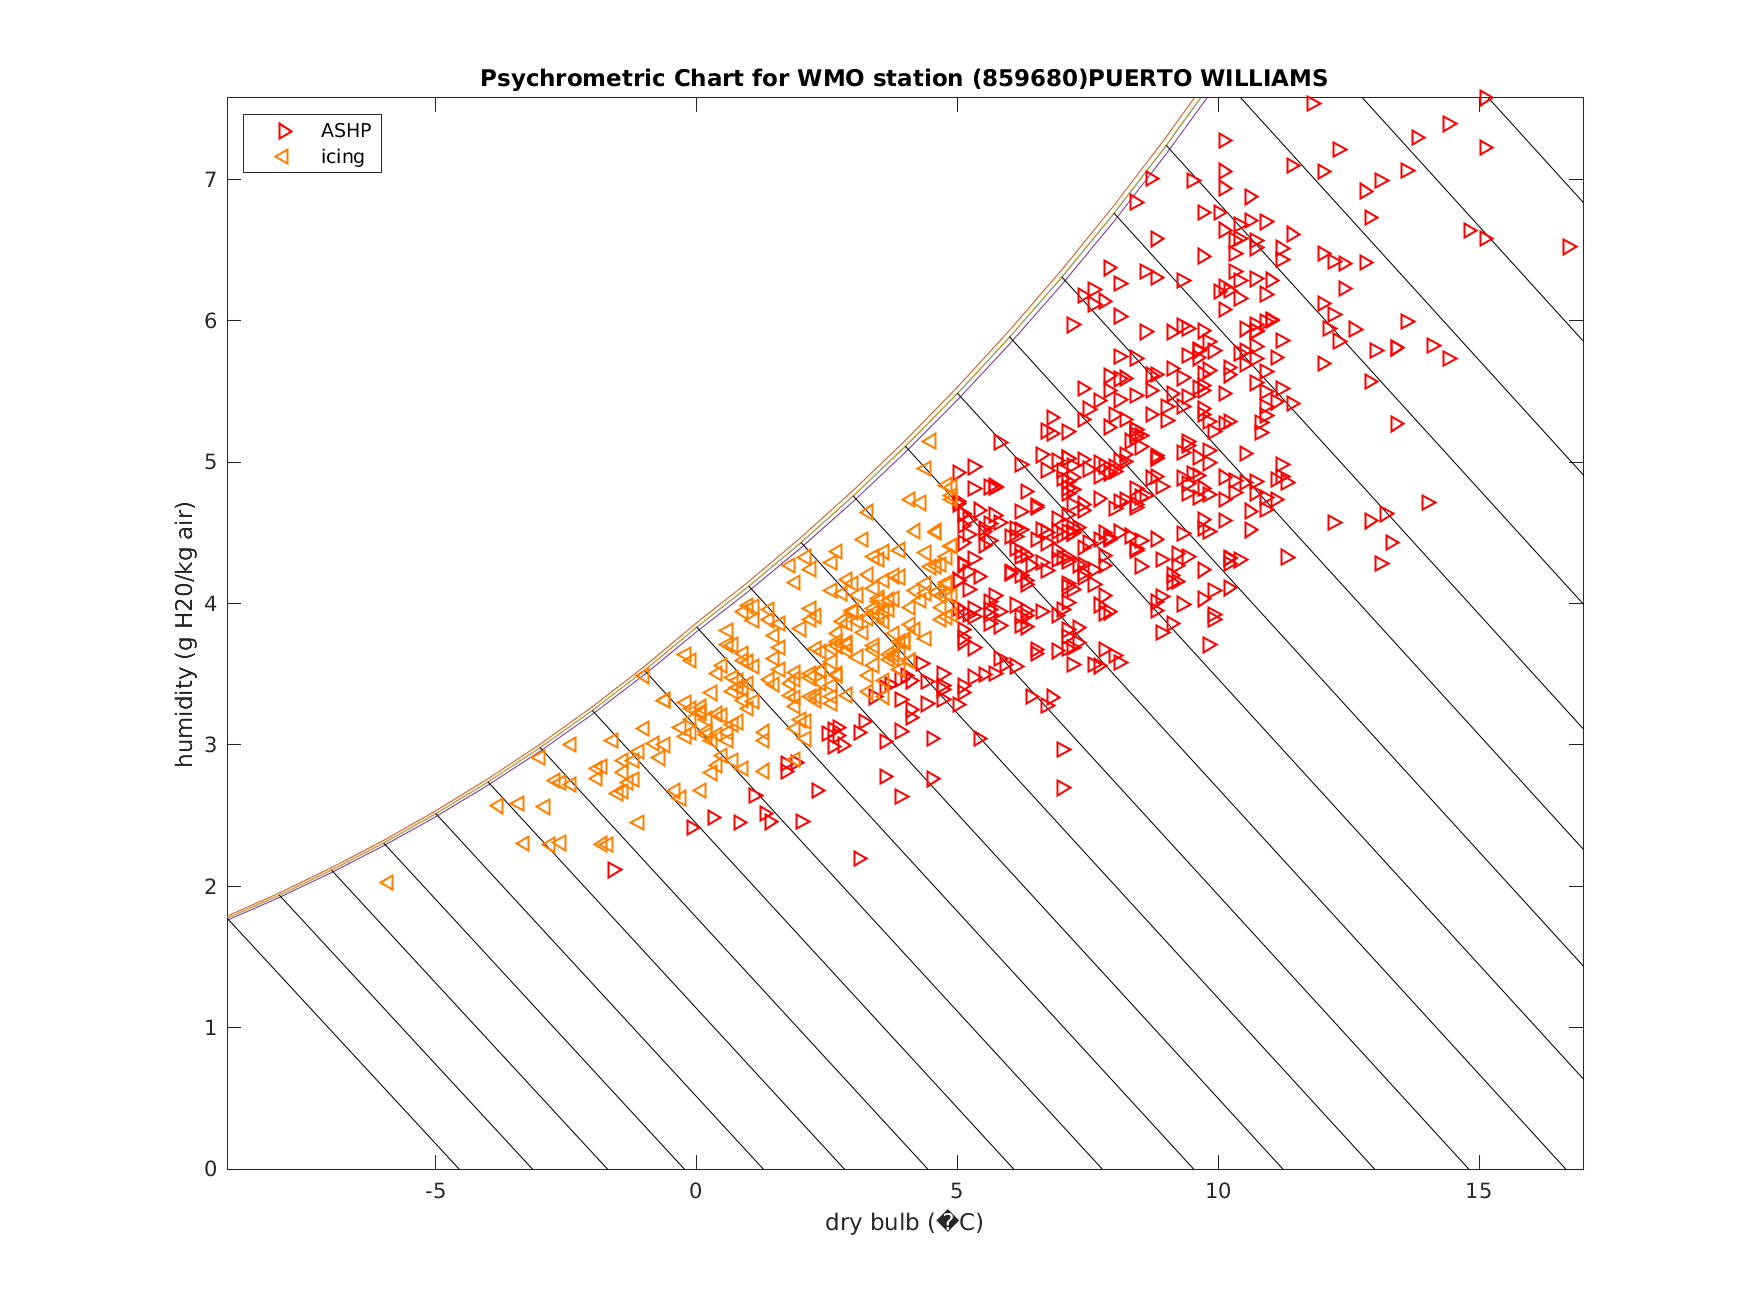 Psychrometric Chart for WMO station (859680)PUERTO WILLIAMS
ASHP
icing
humidity (g H20/kg air)
7
6
5
4
3
2
1
0
-5
0
5
10
15
dry bulb (�C)